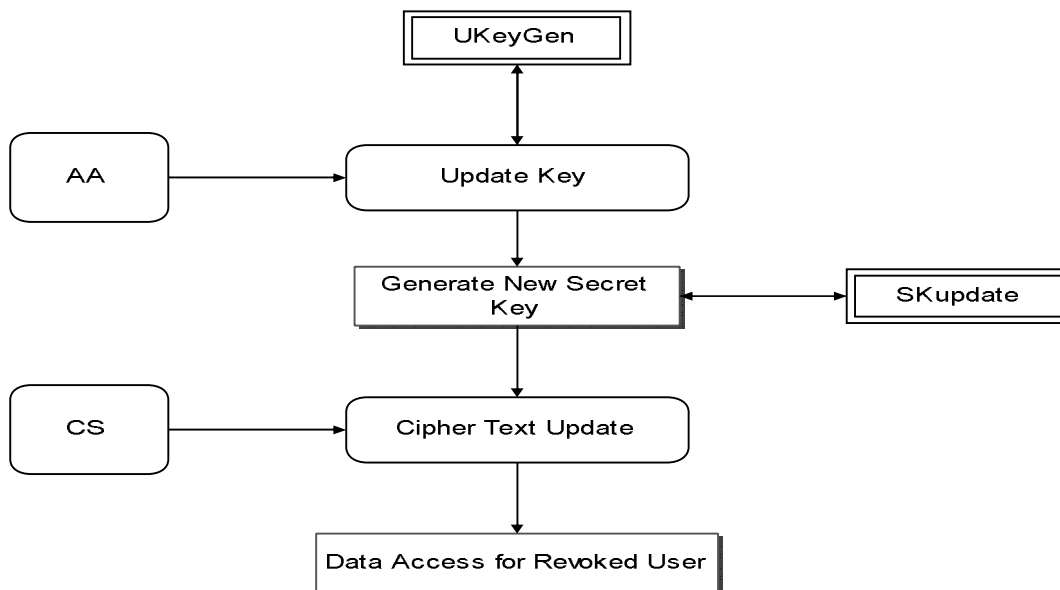 UKeyGen
AA
Update Key
Generate New Secret
Key
SKupdate
CS
Cipher Text Update
Data Access for Revoked User